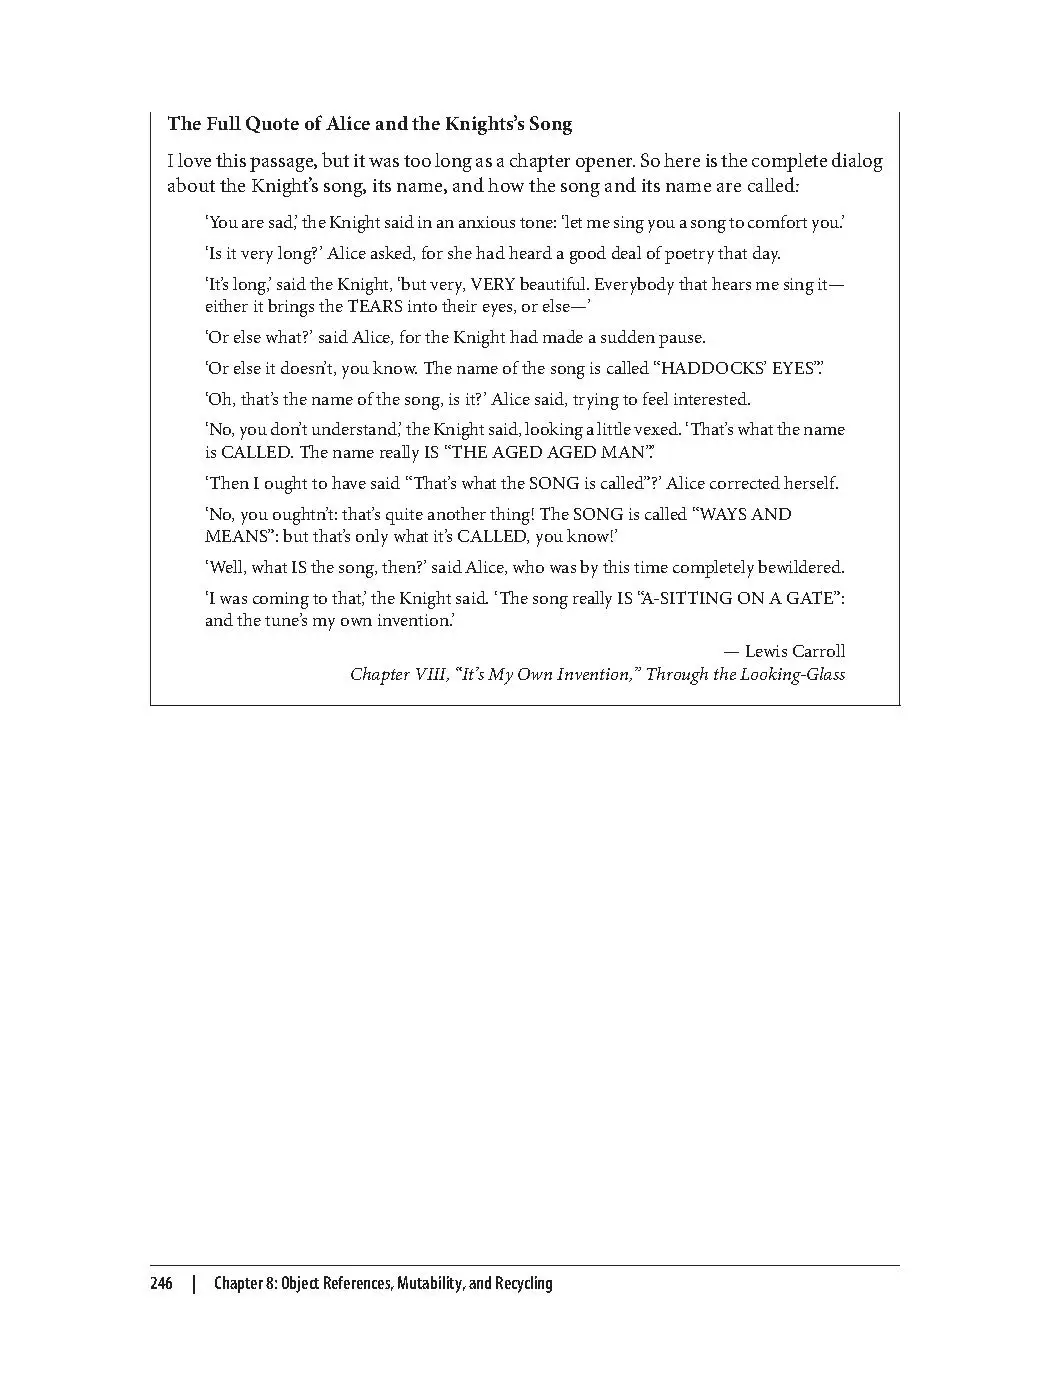 The Full Quote of Alice and the Knights’s Song
I love this passage, but it was too long as a chapter opener. So here is the complete dialog
about the Knight’s song, its name, and how the song and its name are called:
‘You are sad,’ the Knight said in an anxious tone: ‘let me sing you a song to comfort you.’
‘Is it very long?’ Alice asked, for she had heard a good deal of poetry that day.
‘It’s long,’ said the Knight, ‘but very, VERY beautiful. Everybody that hears me sing it—
either it brings the TEARS into their eyes, or else—’
‘Or else what?’ said Alice, for the Knight had made a sudden pause.
‘Or else it doesn’t, you know. The name of the song is called “HADDOCKS’ EYES”.’
‘Oh, that’s the name of the song, is it?’ Alice said, trying to feel interested.
‘No, you don’t understand,’ the Knight said, looking a little vexed. ‘That’s what the name
is CALLED. The name really IS “THE AGED AGED MAN”.’
‘Then I ought to have said “That’s what the SONG is called”?’ Alice corrected herself.
‘No, you oughtn’t: that’s quite another thing! The SONG is called “WAYS AND
MEANS”: but that’s only what it’s CALLED, you know!’
‘Well, what IS the song, then?’ said Alice, who was by this time completely bewildered.
‘I was coming to that,’ the Knight said. ‘The song really IS “A-SITTING ON A GATE”:
and the tune’s my own invention.’
— Lewis Carroll
Chapter VIII, “It’s My Own Invention,” Through the Looking-Glass
246 | Chapter 8: Object References, Mutability, and Recycling